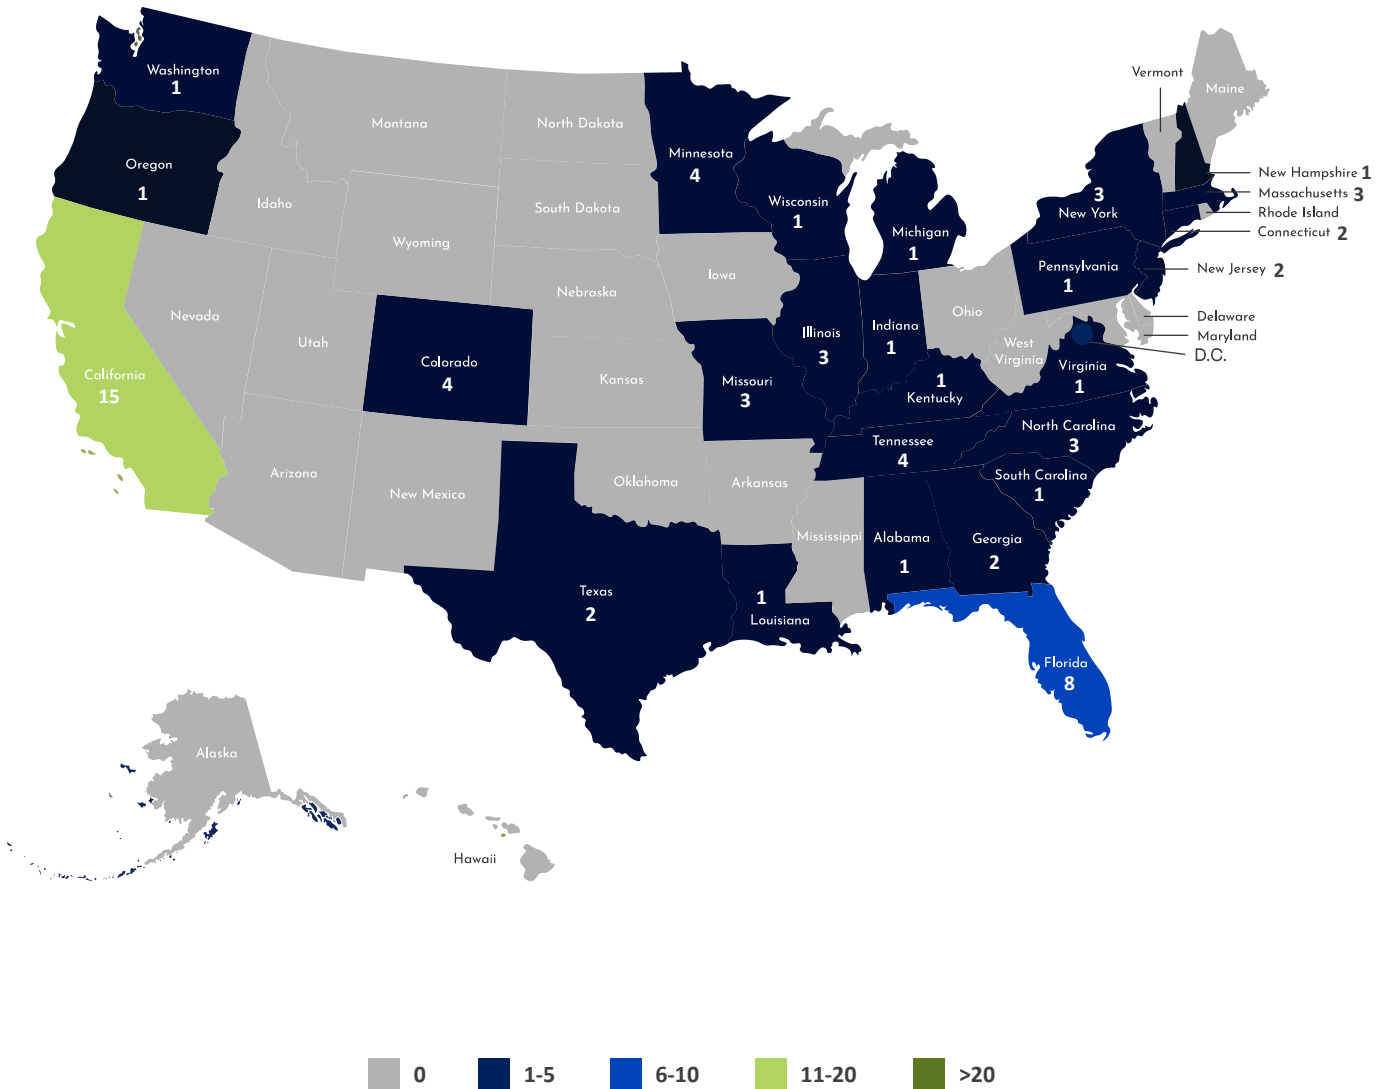 Washington
1
Oregon
1
California
15
Nevada
Idaho
Montana
Wyoming
Utah
Arizona
Colorado
4
New Mexico
North Dakota
South Dakota
Nebraska
Kansas
Oklahoma
Texas
2
Minnesota
4
Iowa
Missouri
3
Arkansas
1
Louisiana
Wisconsin
1
Illinois
3
Michigan
1
Indiana
1
Ohio
1
Kentucky
Tennessee
4
Mississippi
Alabama
1
Georgia
2
Florida
8
South Carolina
1
North Carolina
3
Virginia
1
West
Virginia
Pennsylvania
1
3
New York
Vermont
Maine
New Hampshire 1
Massachusetts 3
Rhode Island
Connecticut 2
New Jersey 2
Delaware
Maryland
D.C.
Alaska
Hawaii
0 1-5 6-10 11-20 >20